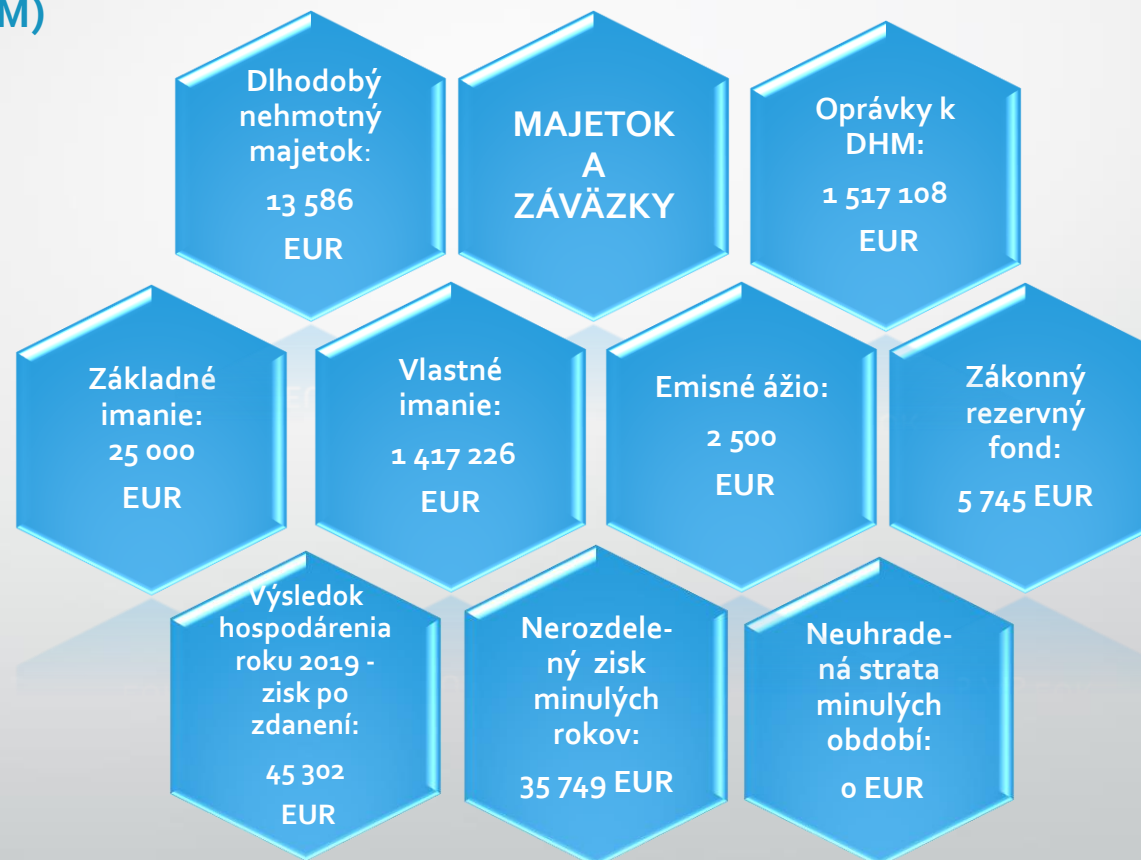 M)
Dlhodobý
nehmotný
majetok:
13 586
EUR
MAJETOK
A
ZÁVÄZKY
Oprávky k
DHM:
1 517 108
EUR
Základné
imanie:
25 000
EUR
Vlastné
imanie:
1 417 226
EUR
Emisné ážio:
2 500
EUR
Zákonný
rezervný
fond:
5 745 EUR
Výsledok
hospodárenia
roku 2019 -
zisk po
zdanení:
45 302
EUR
Nerozdele-
ný zisk
minulých
rokov:
35 749 EUR
Neuhrade-
ná strata
minulých
období:
0 EUR